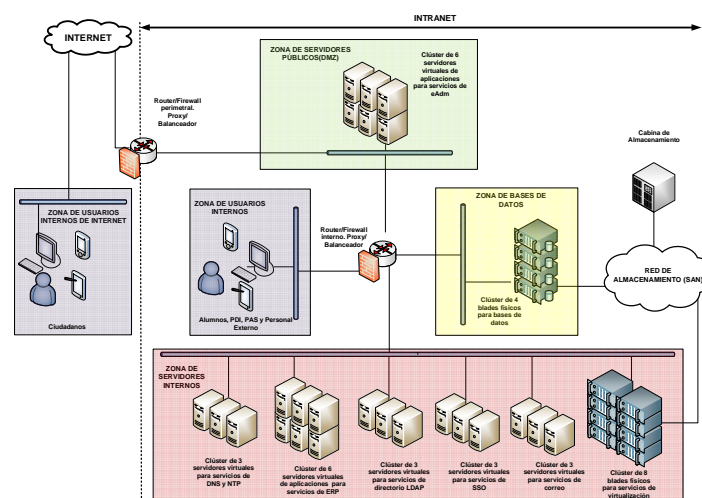 INTRANET
INTERNET
ZONA DE SERVIDORES
PÚBLICOS(DMZ)
Clúster de 6
servidores
virtuales de
aplicaciones
para servicios de
eAdm
Router/Firewall
perimetral.
Proxy/
Balanceador
Cabina de
Almacenamiento
ZONA DE USUARIOS
INTERNOS DE INTERNET
Ciudadanos
ZONA DE USUARIOS
INTERNOS
Alumnos, PDI, PAS y Personal
Externo
Router/Firewall
interno. Proxy/
Balanceador
ZONA DE BASES DE
DATOS
Clúster de 4
blades físicos
para bases de
datos
RED DE
ALMACENAMIENTO (SAN)
ZONA DE
SERVIDORES
INTERNOS
Clúster de 3
servidores virtuales
para servicios de
DNS y NTP
Clúster de 6
servidores virtuales
de aplicaciones para
servicios de ERP
Clúster de 3
servidores virtuales
para servicios de
directorio LDAP
Clúster de 3
servidores virtuales
para servicios de
SSO
Clúster de 3
servidores virtuales
para servicios de
correo
Clúster de 8
blades físicos
para servicios de
virtualización